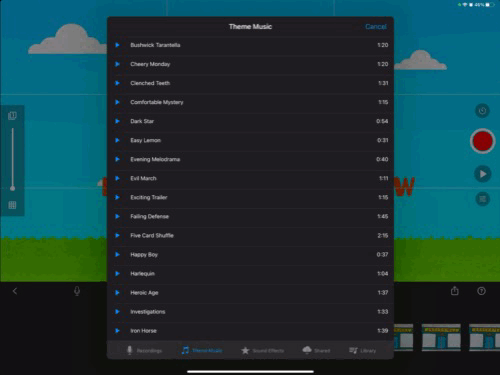 46%
Theme Music
Cancel
Bushwick Tarantella 1:20
Cheery Monday 1:20
Clenched Teeth 1:31
Comfortable Mystery 1:15
Dark Star 0:54
Easy Lemon 0:31
Evening Melodrama 0:40
Evil March 1:11
Exciting Trailer 1:15
Failing Defense 1:45
Five Card Shuffle 2:15
Happy Boy 0:37
Harlequin 1:04
Heroic Age 1:37
Investigations 1:33
Iron Horse 1:39
Recordings
Theme Music
Sound Effects
Shared
Library